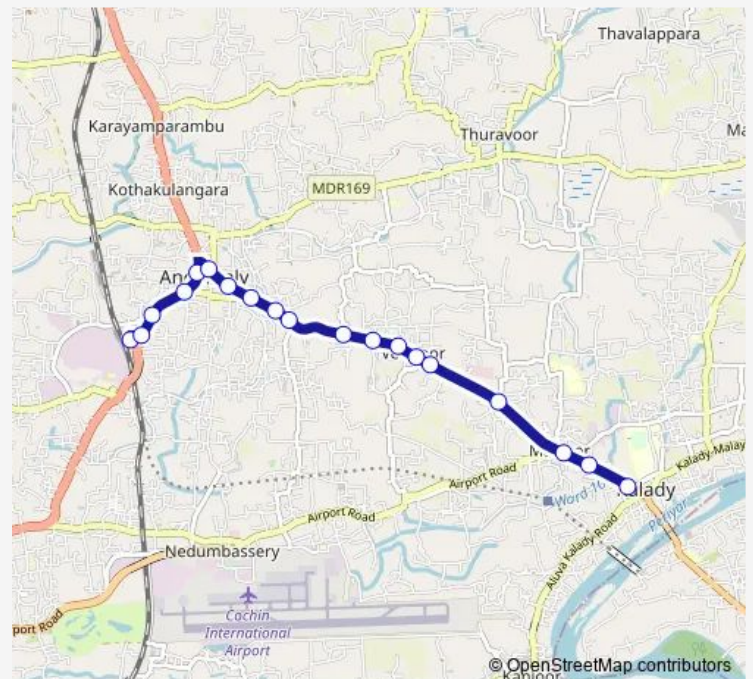 Thavalappara
Karayamparambu
Thuravoor
Ma
Kothakulangara
MDR169
Kalady-Malay
Airport Road
Ward 16
Airport Road
Periyar
Nedumbassery
Aluva Kalady Road
Cochin
International
Airport
port Road
© OpenStreetMap contributors